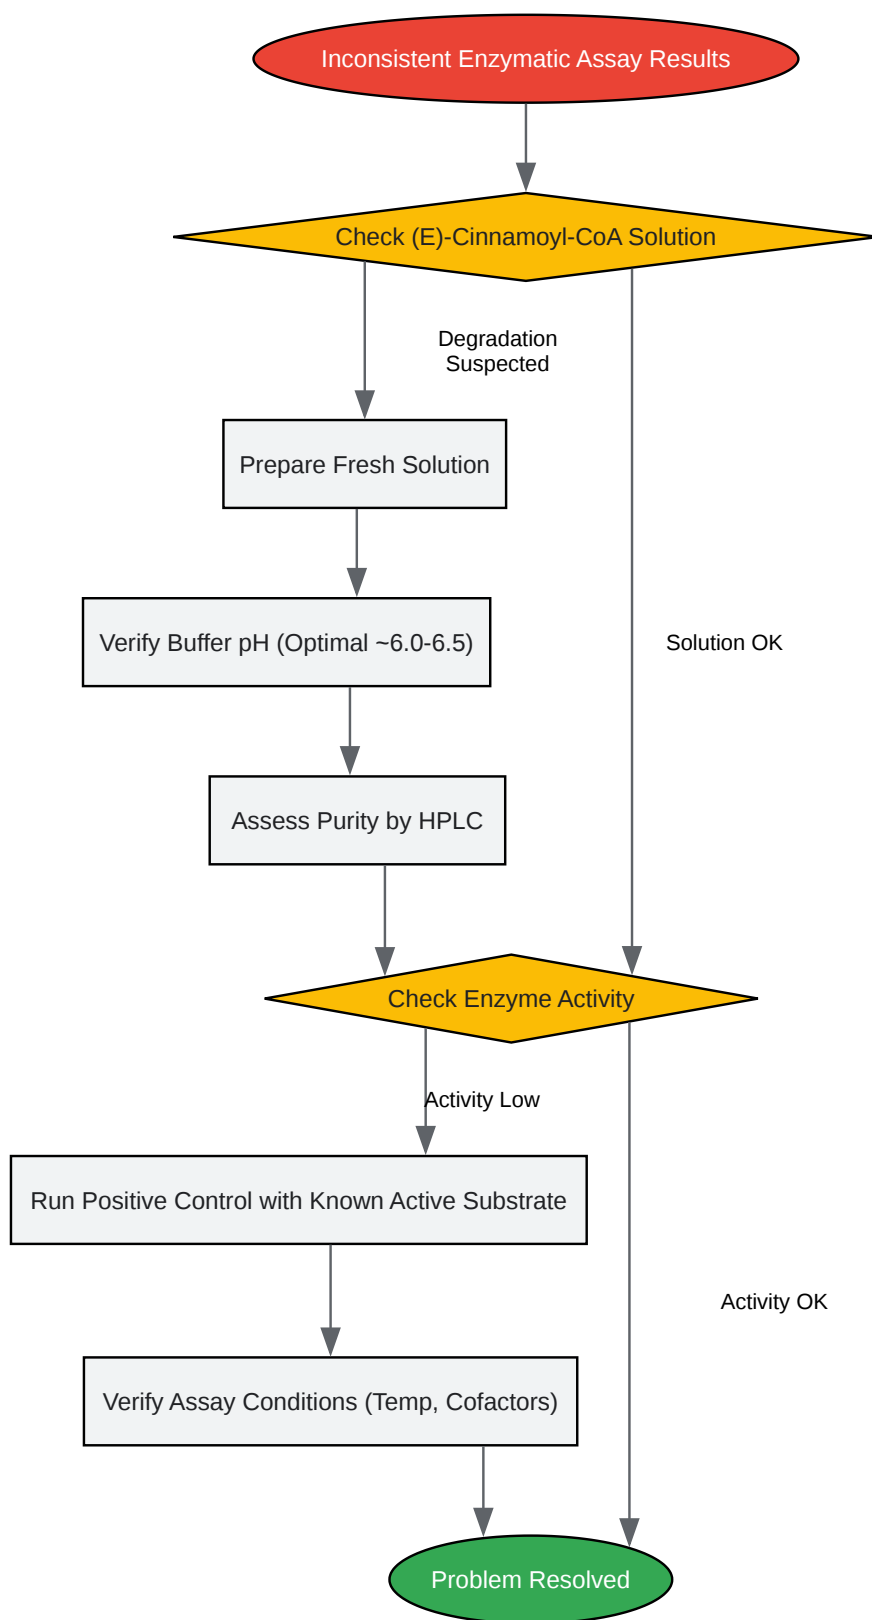 Inconsistent Enzymatic Assay Results
Check (E)-Cinnamoyl-CoA Solution
Degradation
Suspected
Prepare Fresh Solution
Verify Buffer pH (Optimal ~6.0-6.5)
Solution OK
Assess Purity by HPLC
Check Enzyme Activity
Activity Low
Run Positive Control with Known Active Substrate
Activity OK
Verify Assay Conditions (Temp, Cofactors)
Problem Resolved